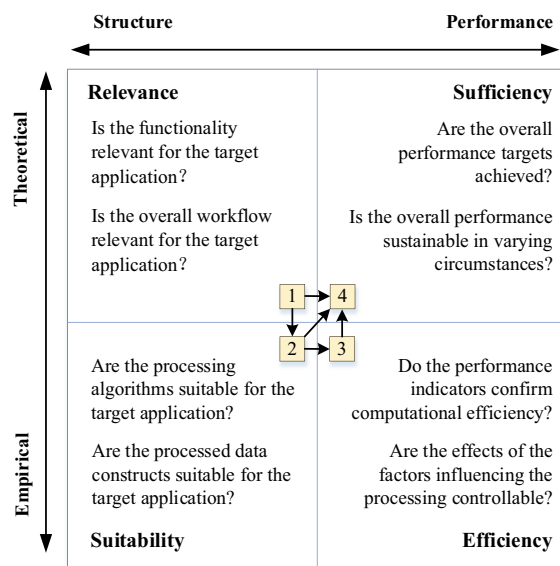 Structure
Performance
Theoretical
Empirical
Relevance
Is the functionality
relevant for the target
application?
Is the overall workflow
relevant for the target
application?
Sufficiency
Are the overall
performance targets
achieved?
Is the overall performance
sustainable in varying
circumstances?
1
4
2
3
Are the processing
algorithms suitable for the
target application?
Are the processed data
constructs suitable for the
target application?
Suitability
Do the performance
indicators confirm
computational efficiency?
Are the effects of the
factors influencing the
processing controllable?
Efficiency